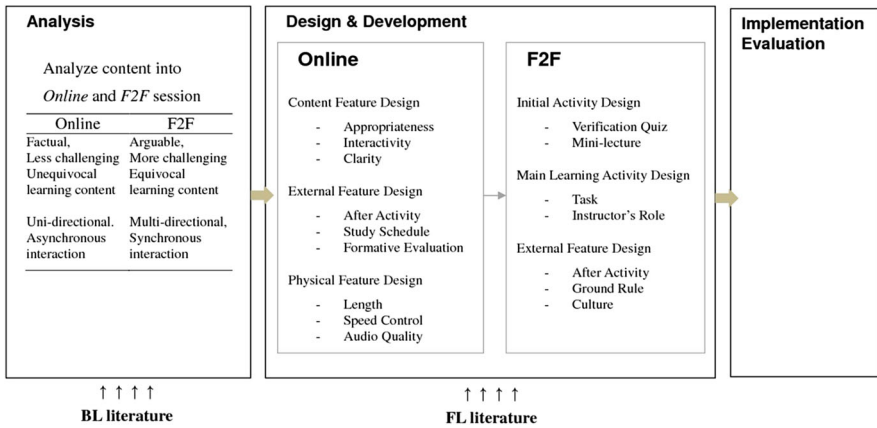 Analysis
Analyze content into
Online and F2F session
Online F2F
Factual, Arguable,
Less challenging More challenging
Unequivocal Equivocal
learning content learning content
Uni-directional. Multi-directional,
Asynchronous Synchronous
interaction interaction
↑ ↑ ↑ ↑
BL literature
Design & Development
Online
Content Feature Design
- Appropriateness
- Interactivity
- Clarity
External Feature Design
- After Activity
- Study Schedule
- Formative Evaluation
Physical Feature Design
- Length
- Speed Control
- Audio Quality
F2F
Initial Activity Design
- Verification Quiz
- Mini-lecture
Main Learning Activity Design
- Task
- Instructor's Role
External Feature Design
- After Activity
- Ground Rule
- Culture
↑ ↑ ↑ ↑
FL literature
Implementation
Evaluation